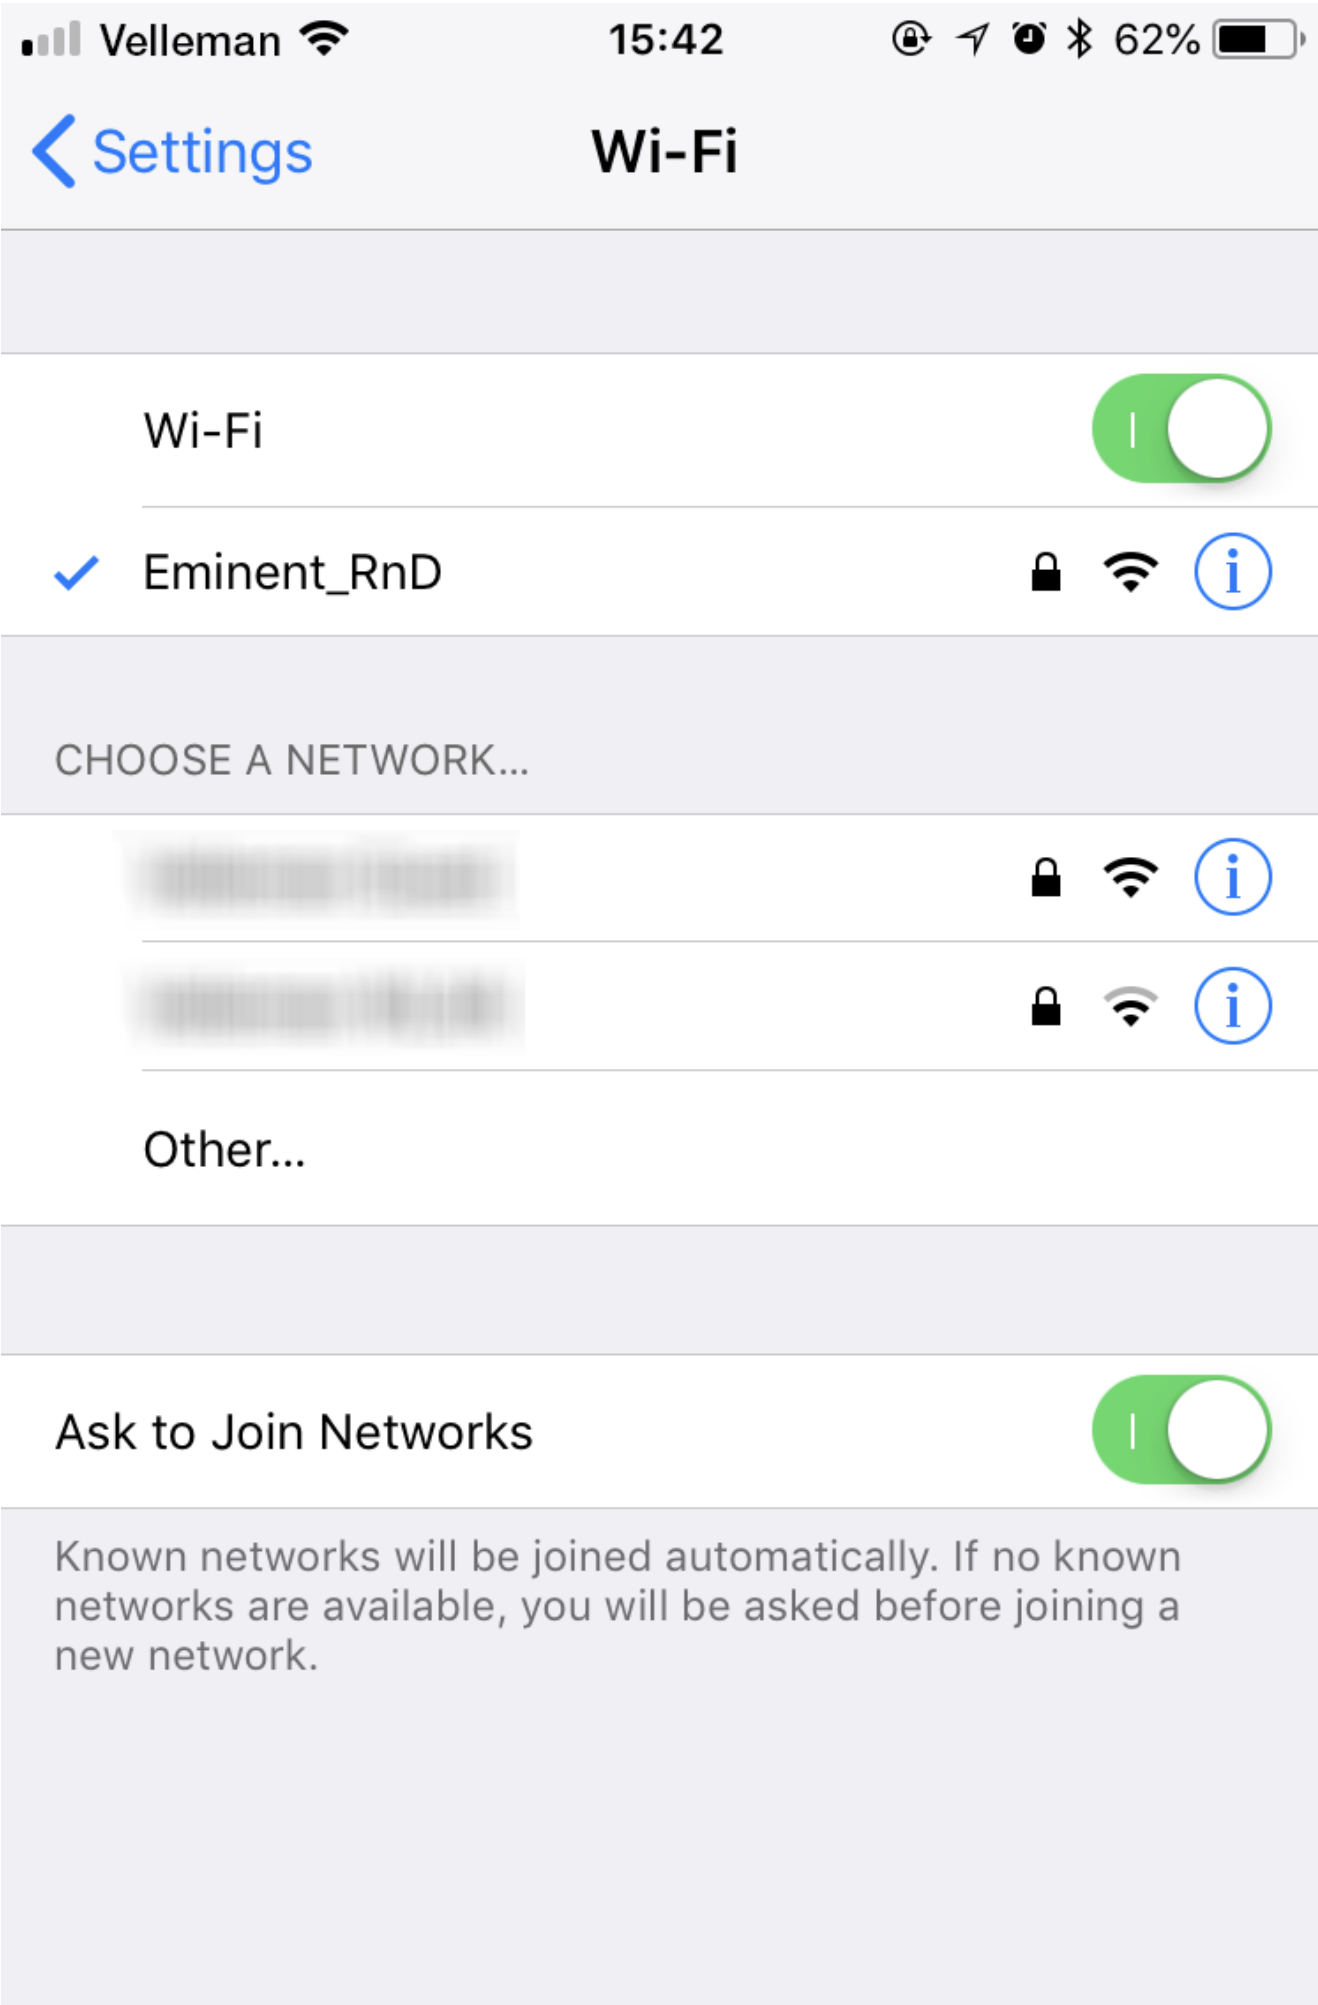 Velleman 15:42 62%
Settings Wi-Fi
Wi-Fi
Eminent_RnD
CHOOSE A NETWORK...
Other...
Ask to Join Networks
Known networks will be joined automatically. If no known
networks are available, you will be asked before joining a
new network.